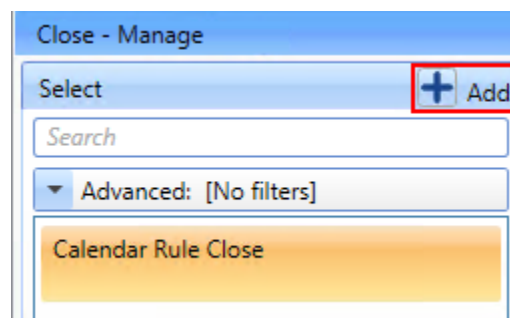 Close - Manage
Select
Add
Search
Advanced: [No filters]
Calendar Rule Close